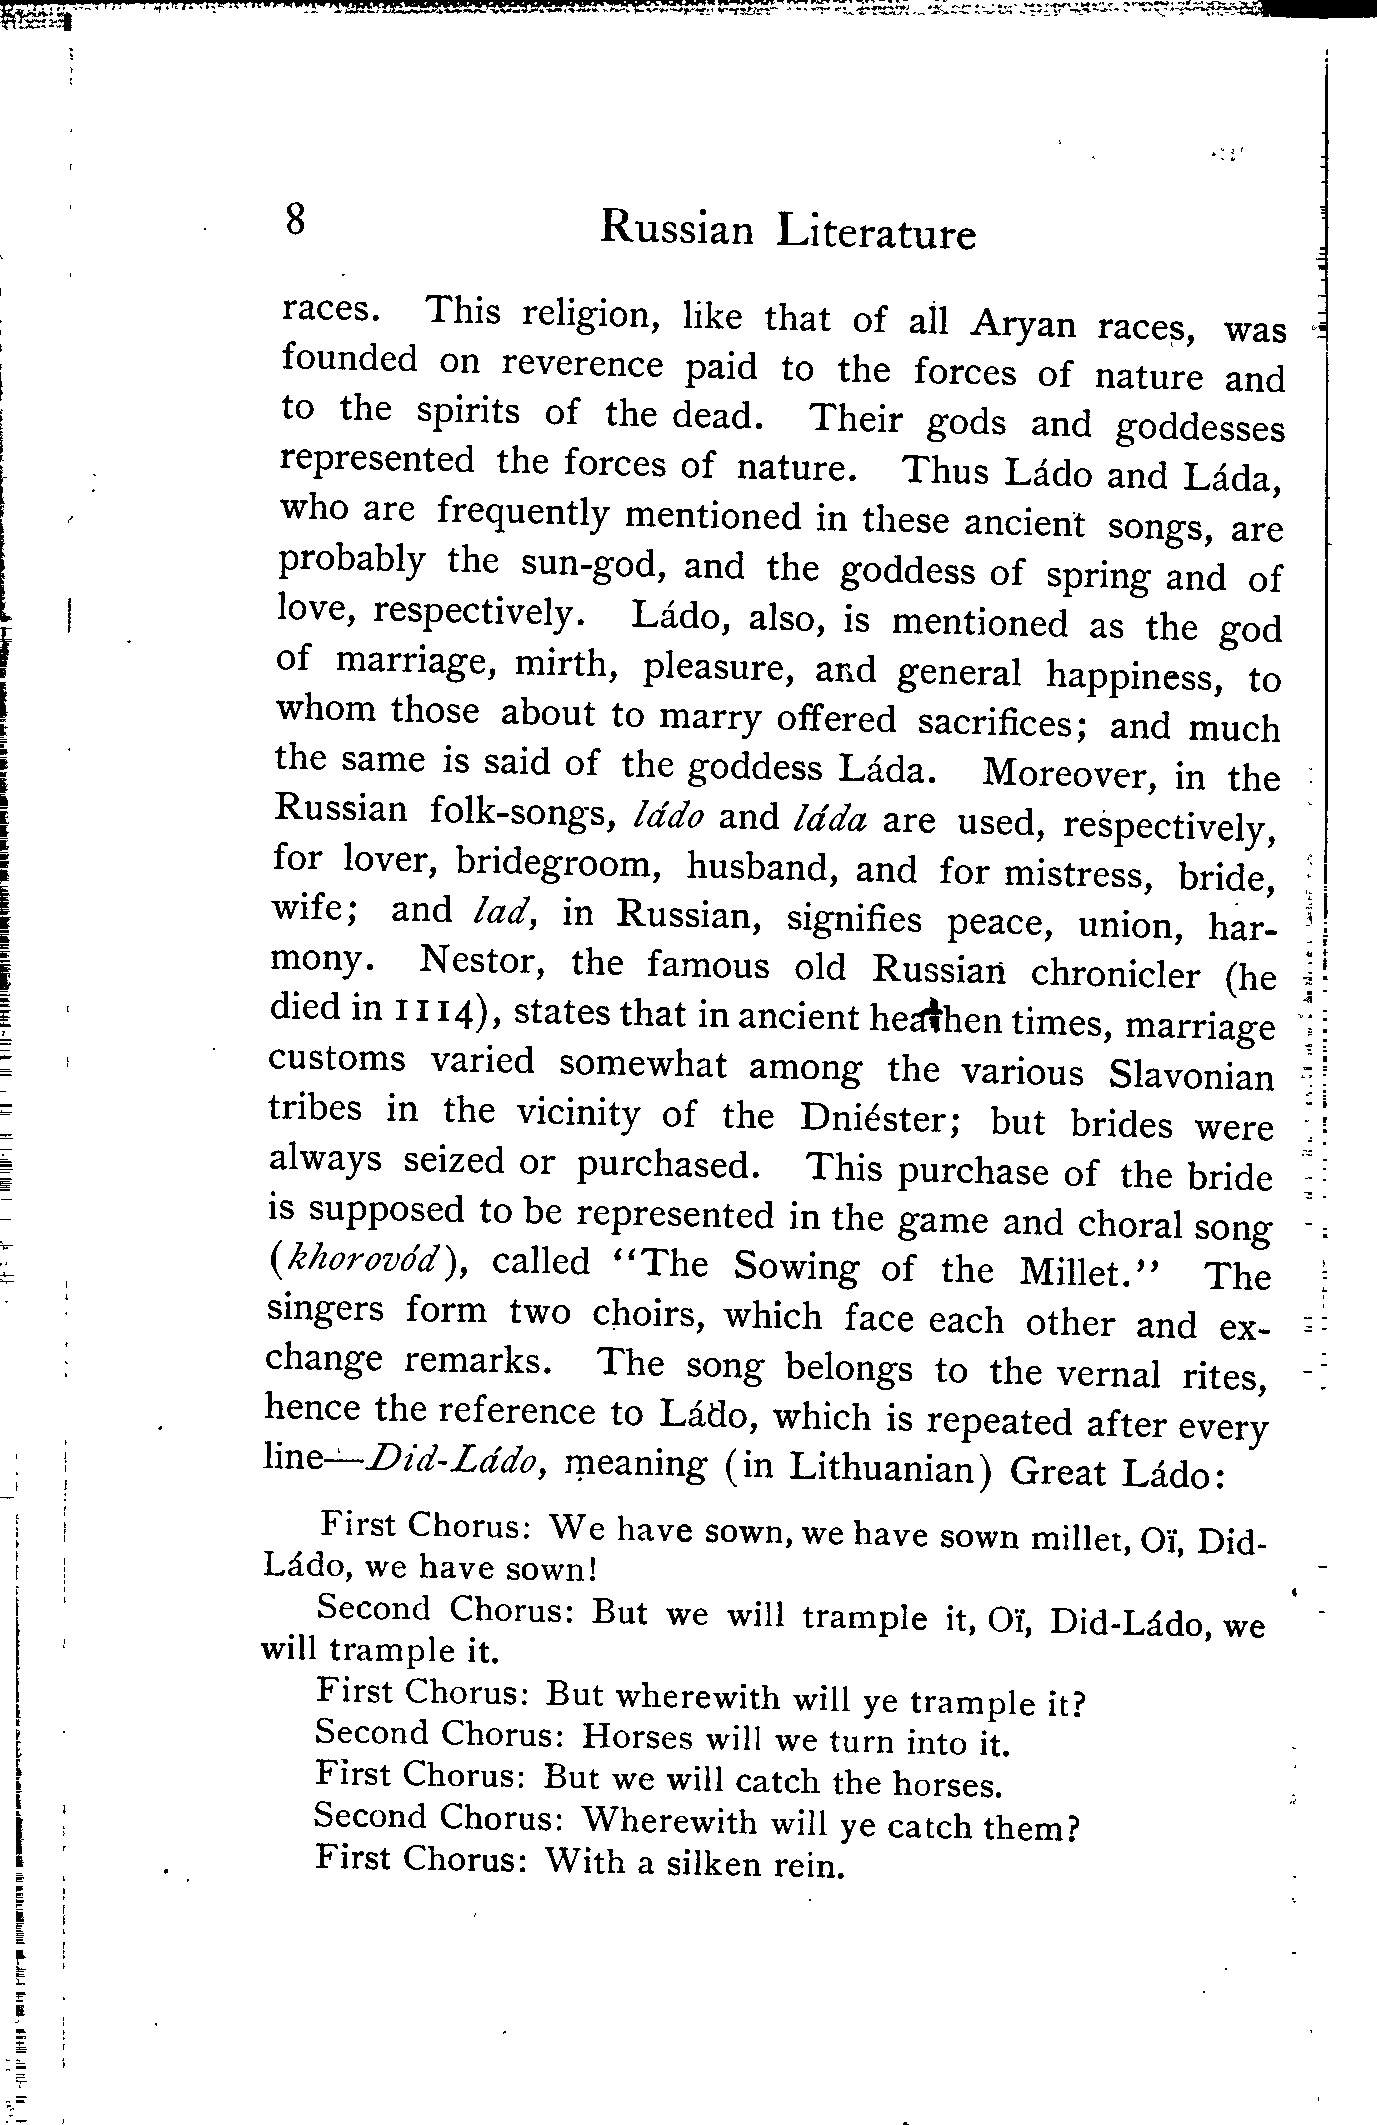 8 Russian Literature
races. This religion, like that of all Aryan races, was
founded on reverence paid to the forces of nature and
to the spirits of the dead. Their gods and goddesses
represented the forces of nature. Thus Ládo and Láda,
who are frequently mentioned in these ancient songs, are
probably the sun-god, and the goddess of spring and of
love, respectively. Ládo, also, is mentioned as the god
of marriage, mirth, pleasure, and general happiness, to
whom those about to marry offered sacrifices; and much
the same is said of the goddess Láda. Moreover, in the
Russian folk-songs, ládo and láda are used, respectively,
for lover, bridegroom, husband, and for mistress, bride,
wife; and lad, in Russian, signifies peace, union, har-
mony. Nestor, the famous old Russian chronicler (he
died in 1114), states that in ancient heathen times, marriage
customs varied somewhat among the various Slavonian
tribes in the vicinity of the Dniéster; but brides were
always seized or purchased. This purchase of the bride
is supposed to be represented in the game and choral song
(khorovód), called "The Sowing of the Millet." The
singers form two choirs, which face each other and ex-
change remarks. The song belongs to the vernal rites,
hence the reference to Ládo, which is repeated after every
line—Did-Ládo, meaning (in Lithuanian) Great Ládo:
First Chorus: We have sown, we have sown millet, Oï, Did-
Ládo, we have sown!
Second Chorus: But we will trample it, Oï, Did-Ládo, we
will trample it.
First Chorus: But wherewith will ye trample it?
Second Chorus: Horses will we turn into it.
First Chorus: But we will catch the horses.
Second Chorus: Wherewith will ye catch them?
First Chorus: With a silken rein.